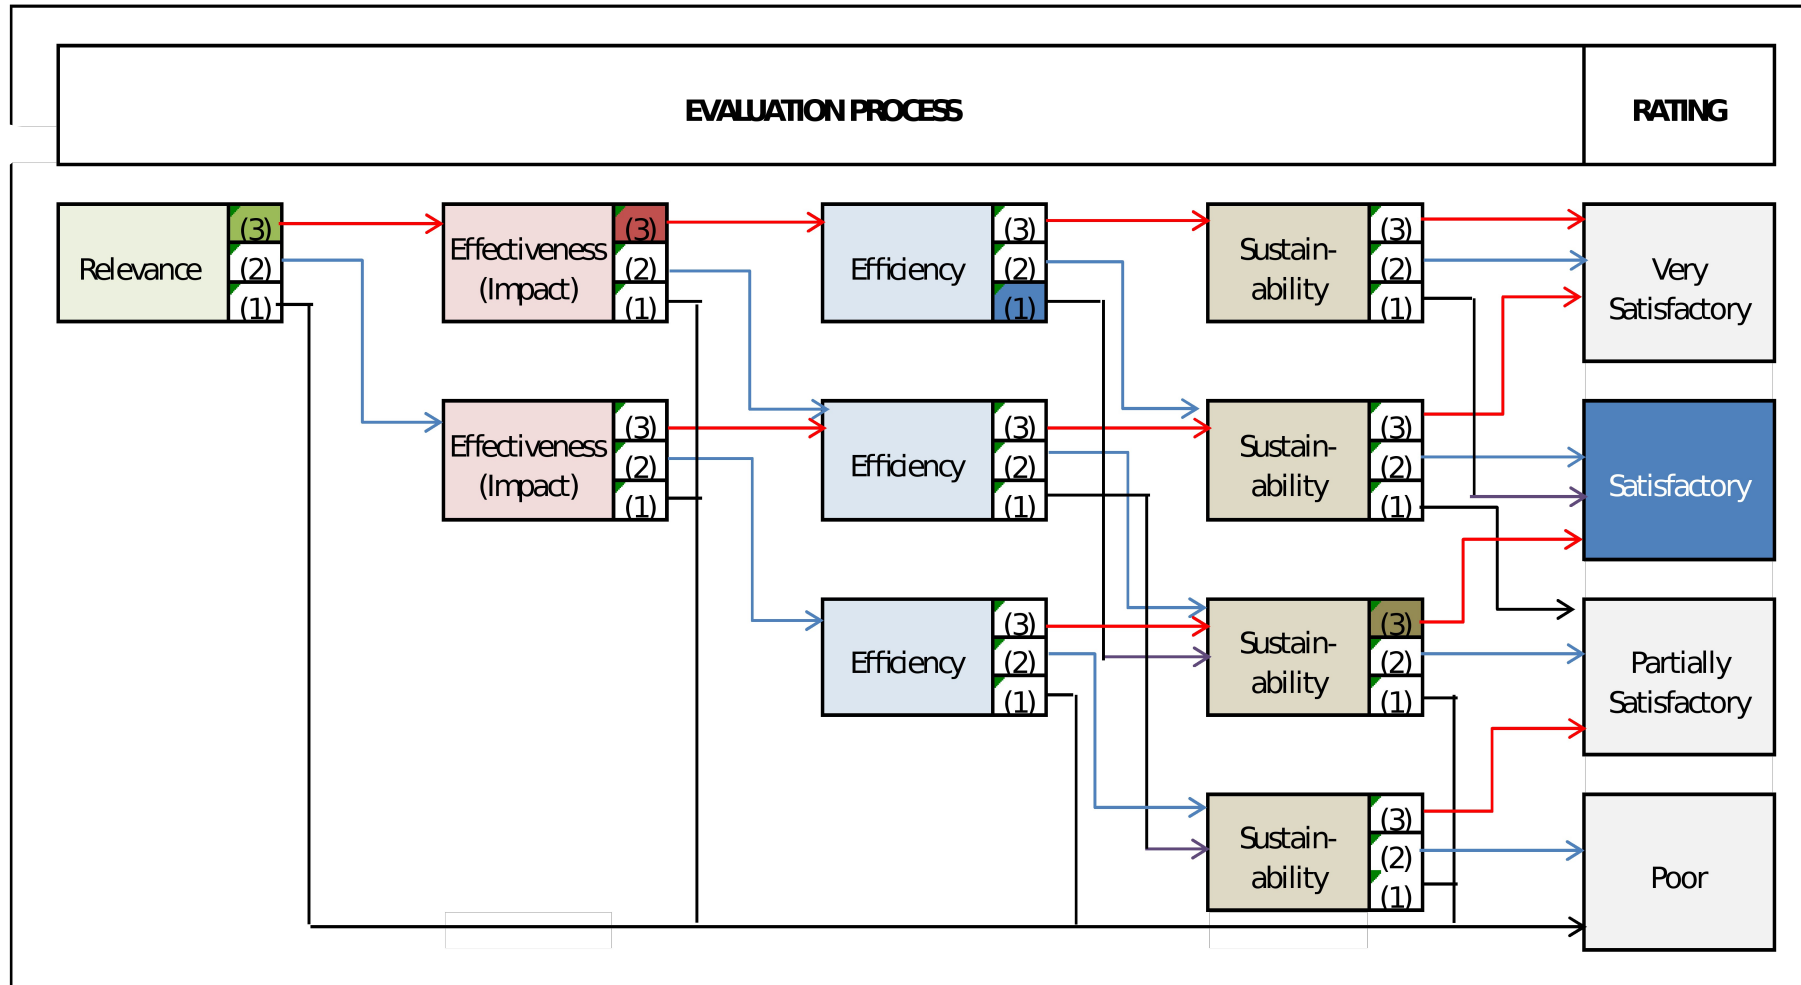 EVALUATION PROCESS
RATING
Relevance
(3)
(2)
(1)
Effectiveness
(Impact)
(3)
(2)
(1)
Efficiency
(3)
(2)
(1)
Sustain-
ability
(3)
(2)
(1)
Very
Satisfactory
Effectiveness
(Impact)
(3)
(2)
(1)
Efficiency
(3)
(2)
(1)
Sustain-
ability
(3)
(2)
(1)
Satisfactory
Efficiency
(3)
(2)
(1)
Sustain-
ability
(3)
(2)
(1)
Partially
Satisfactory
Sustain-
ability
(3)
(2)
(1)
Poor